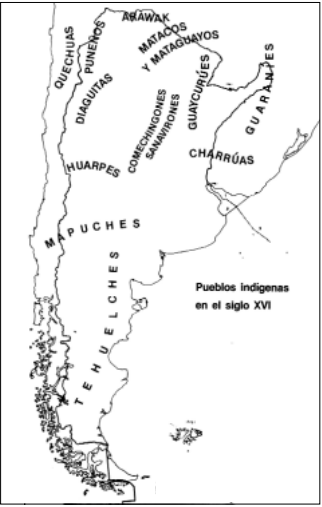 ARAWAK
MATACOS
Y MATAGUAYOS
QUECHUAS
PUNEÑOS
DIAGUITAS
GUAYCURÚES
GUARANÍES
COMECHINGONES
SANAVIRONES
CHARRÚAS
HUARPES
MAPUCHES
TEHUELCHES
Pueblos indígenas
en el siglo XVI